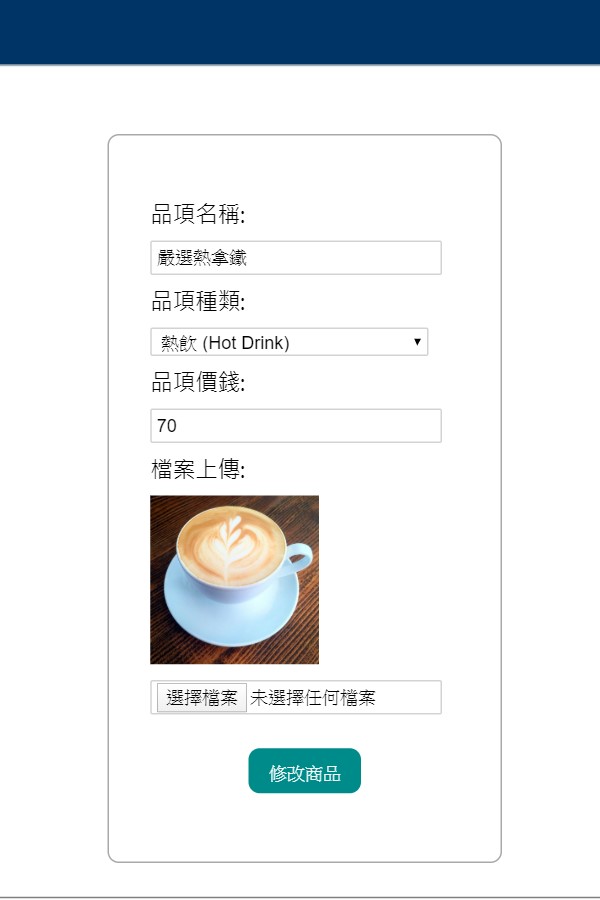 品項名稱:
嚴選熱拿鐵
品項種類:
熱飲 (Hot Drink)
品項價錢:
70
檔案上傳:
選擇檔案 未選擇任何檔案
修改商品